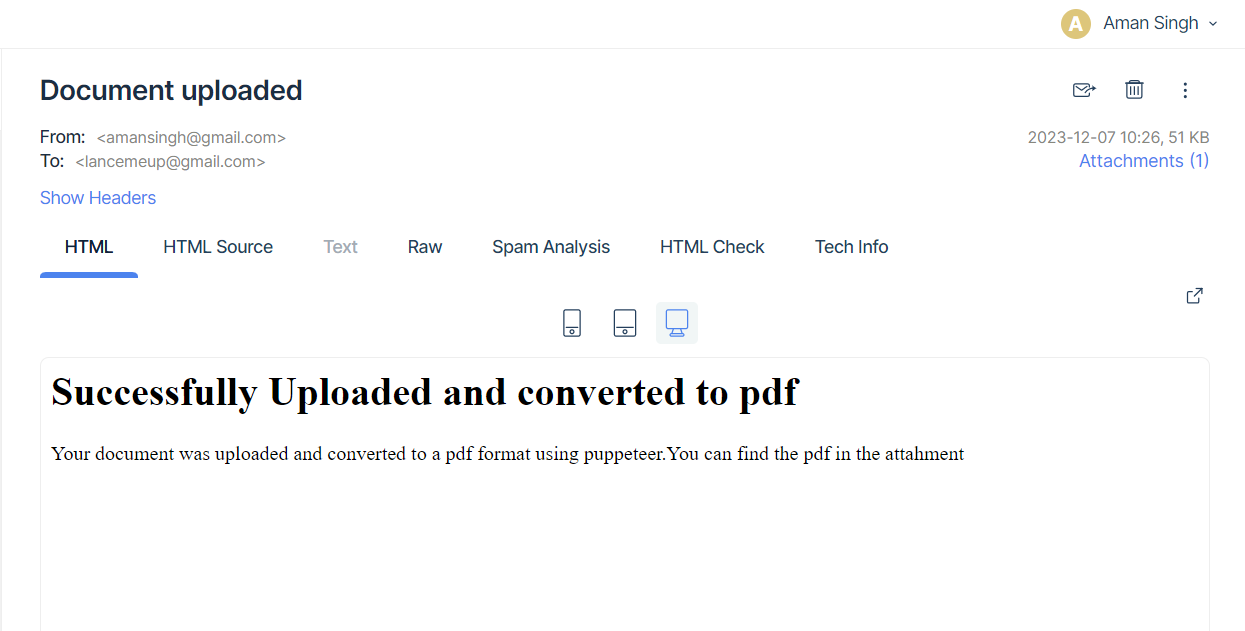 A Aman Singh
Document uploaded
From: <amansingh@gmail.com>
2023-12-07 10:26, 51 KB
To: <lancemeup@gmail.com>
Attachments (1)
Show Headers
HTML HTML Source Text Raw Spam Analysis HTML Check Tech Info
Successfully Uploaded and converted to pdf
Your document was uploaded and converted to a pdf format using puppeteer.You can find the pdf in the attahment